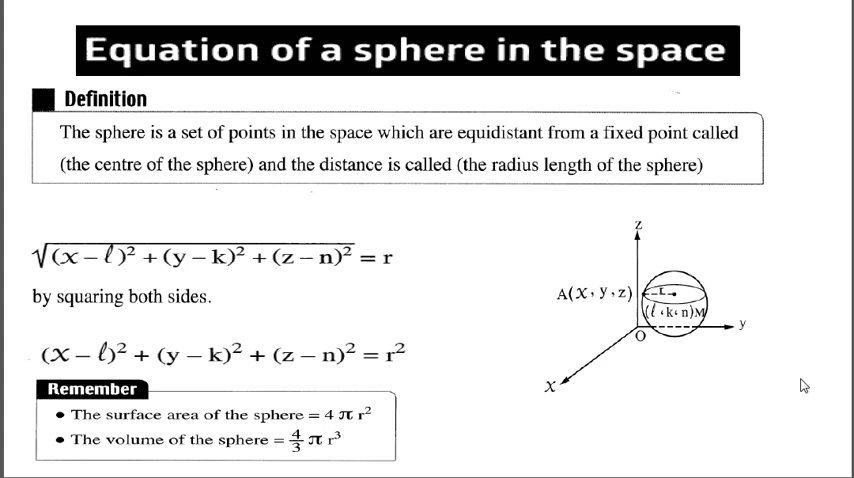 Equation of a sphere in the space
Definition
The sphere is a set of points in the space which are equidistant from a fixed point called
(the centre of the sphere) and the distance is called (the radius length of the sphere)
√(x – ℓ)² + (y – k)² + (z – n)² = r
by squaring both sides.
(x – ℓ)² + (y – k)² + (z – n)² = r²
Remember
• The surface area of the sphere = 4 π r²
• The volume of the sphere = 4/3 π r³
z
A(x , y , z)
r
(ℓ , k , n)M
y
O
x